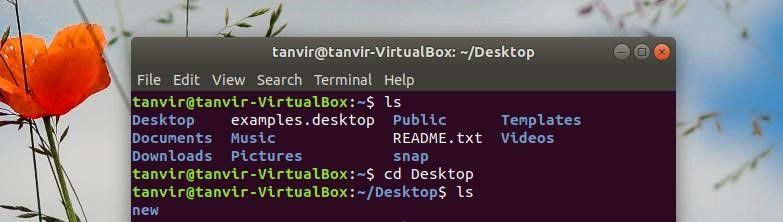 tanvir@tanvir-VirtualBox: ~/Desktop
File Edit View Search Terminal Help
tanvir@tanvir-VirtualBox:~$ ls
Desktop examples.desktop Public Templates
Documents Music README.txt Videos
Downloads Pictures snap
tanvir@tanvir-VirtualBox:~$ cd Desktop
tanvir@tanvir-VirtualBox:~/Desktop$ ls
new